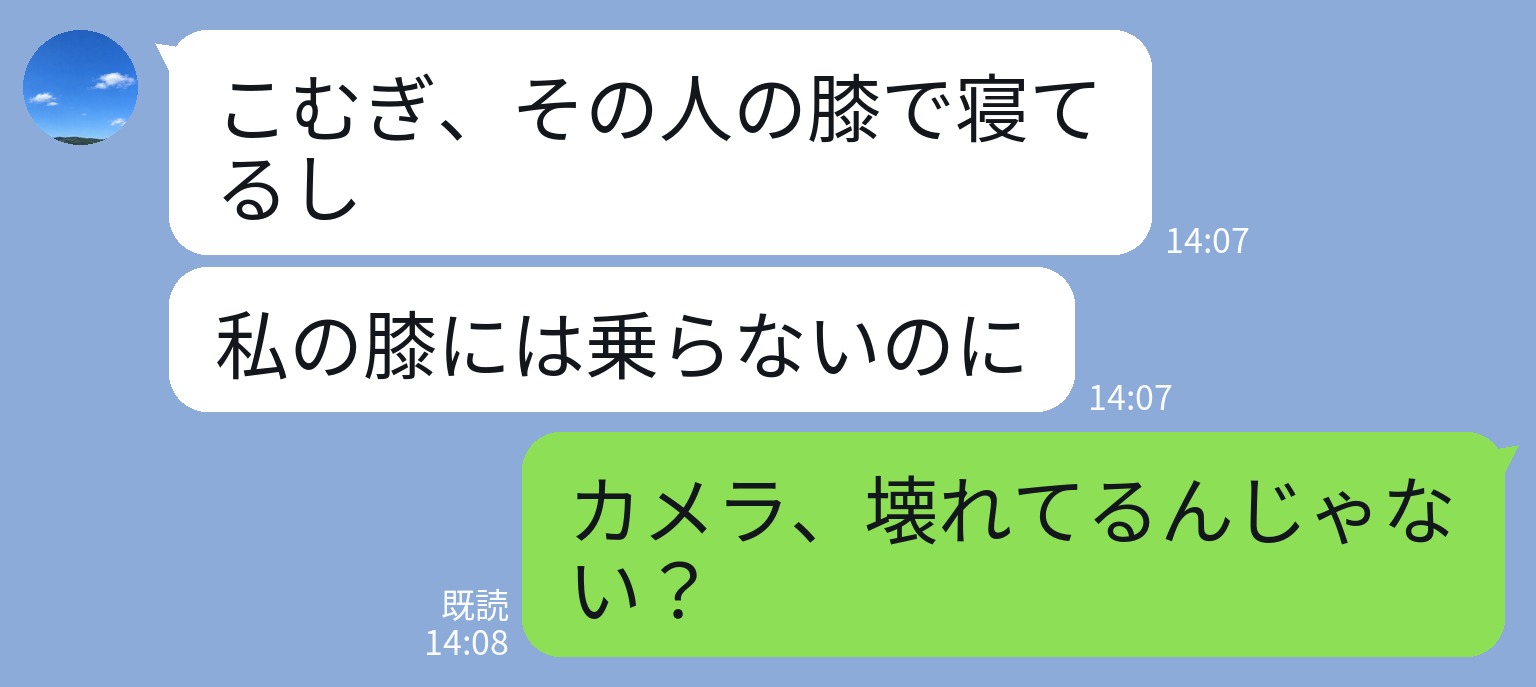 こむぎ、その人の膝で寝て
るし
14:07
私の膝には乗らないのに
14:07
カメラ、壊れてるんじゃな
い？
既読
14:08